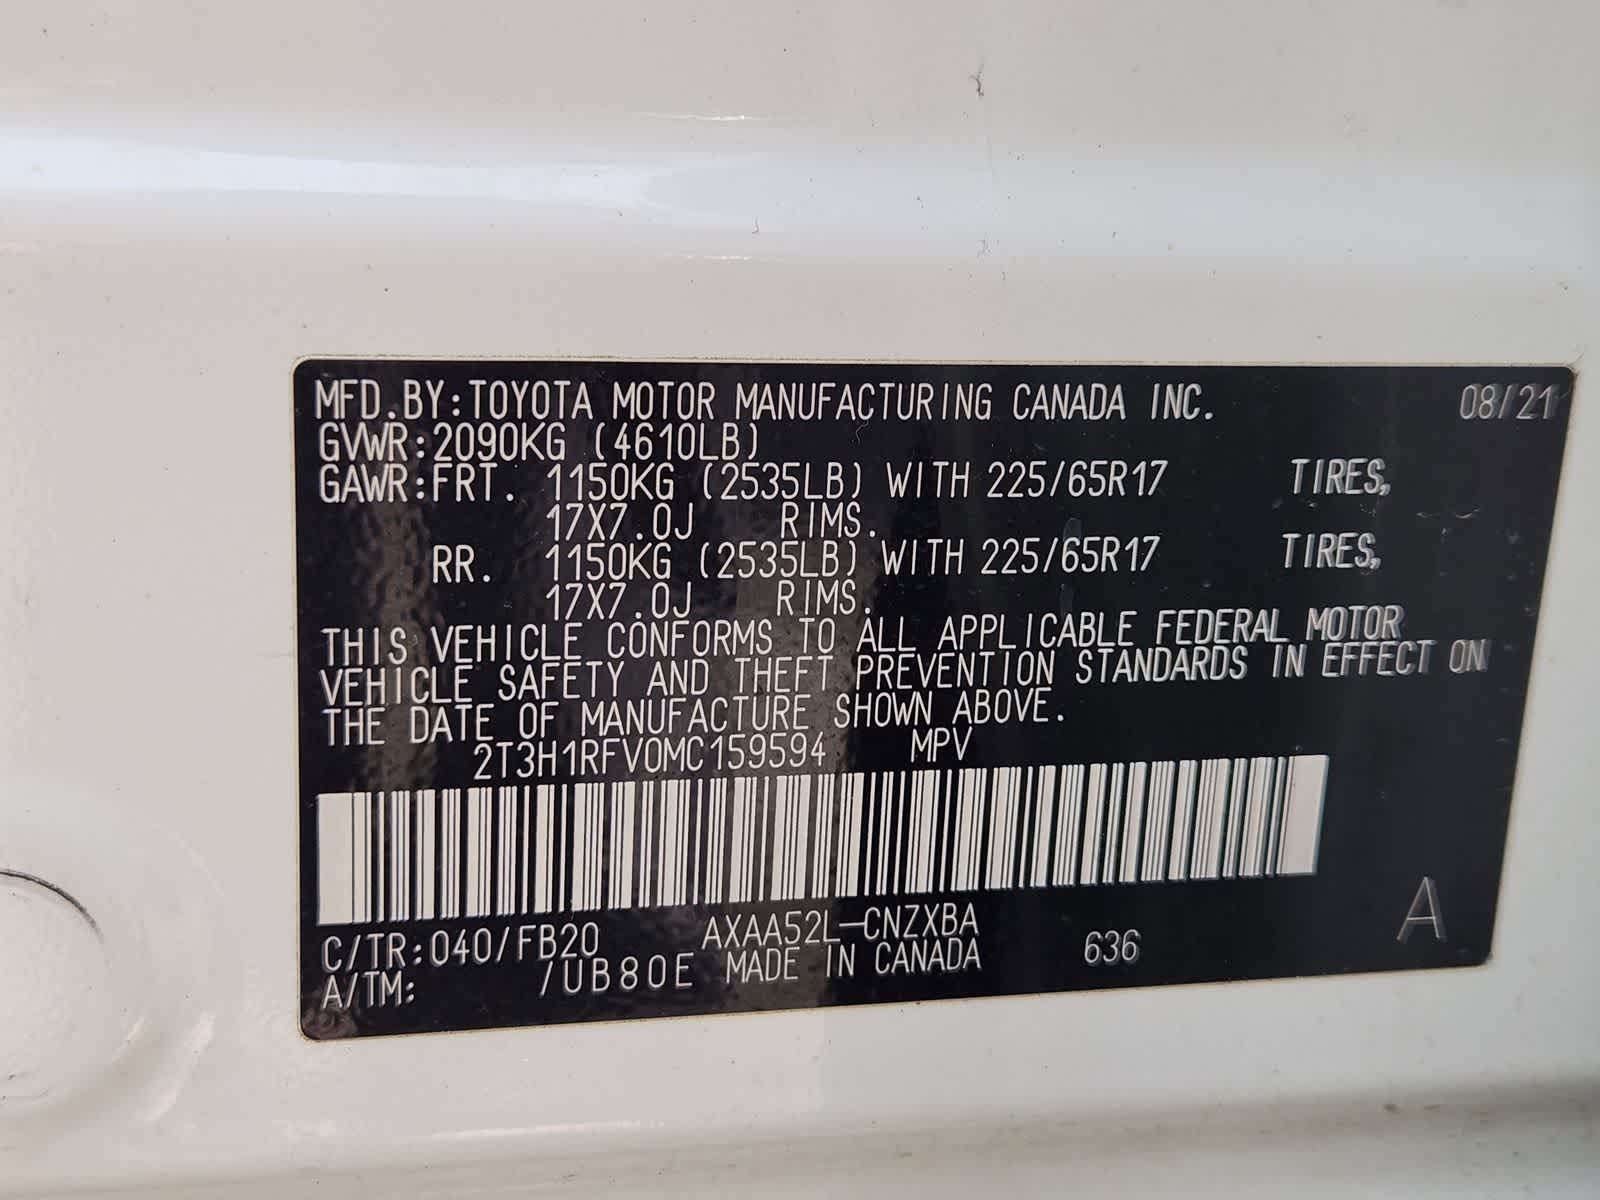 MFD.BY:TOYOTA MOTOR MANUFACTURING CANADA INC. 08/21
GVWR:2090KG (4610LB)
GAWR:FRT. 1150KG (2535LB) WITH 225/65R17 TIRES,
17X7.0J RIMS.
RR. 1150KG (2535LB) WITH 225/65R17 TIRES,
17X7.0J RIMS.
THIS VEHICLE CONFORMS TO ALL APPLICABLE FEDERAL MOTOR
VEHICLE SAFETY AND THEFT PREVENTION STANDARDS IN EFFECT ON
THE DATE OF MANUFACTURE SHOWN ABOVE.
2T3H1RFV0MC159594 MPV
C/TR:040/FB20 AXAA52L-CNZXBA
A/TM: /UB80E MADE IN CANADA 636 A